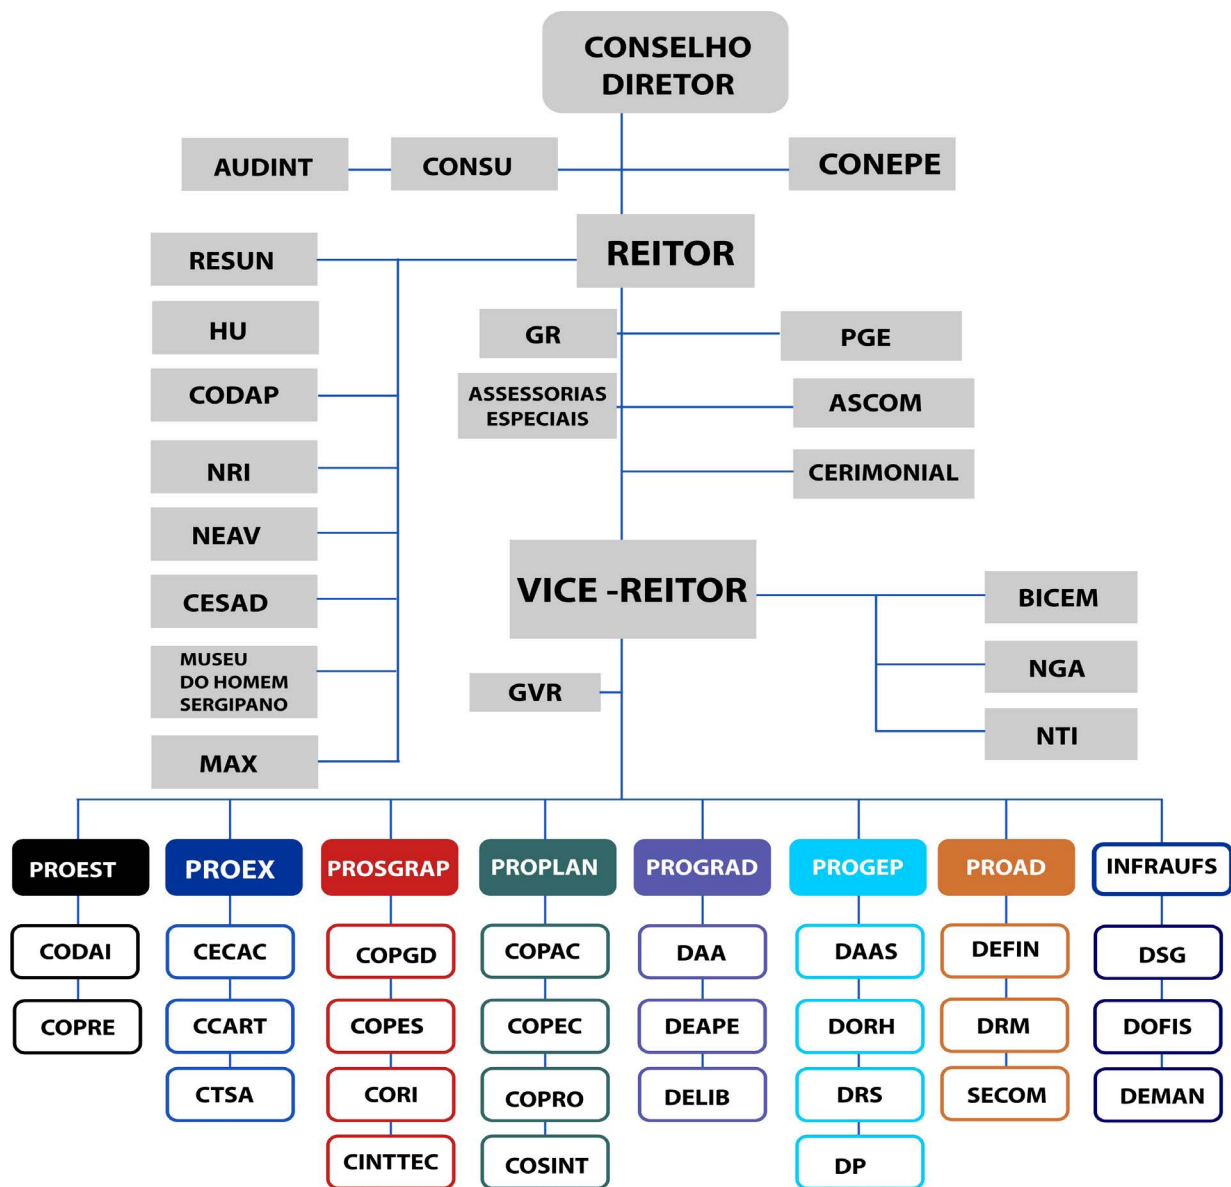 CONSELHO
DIRETOR
AUDINT
CONSU
CONEPE
REITOR
RESUN
HU
CODAP
NRI
NEAV
CESAD
MUSEU
DO HOMEM
SERGIPANO
MAX
GR
PGE
ASSESSORIAS
ESPECIAIS
ASCOM
CERIMONIAL
VICE -REITOR
BICEM
NGA
NTI
GVR
PROEST
PROEX
PROSGRAP
PROPLAN
PROGRAD
PROGEP
PROAD
INFRAUFS
CODAI
CECAC
COPGD
COPAC
DAA
DAAS
DEFIN
DSG
COPRE
CCART
COPES
COPEC
DEAPE
DORH
DRM
DOFIS
CTSA
CORI
COPRO
DELIB
DRS
SECOM
DEMAN
CINTTEC
COSINT
DP